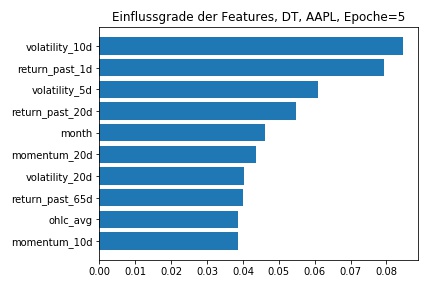 Einflussgrade der Features, DT, AAPL, Epoche=5
volatility_10d
return_past_1d
volatility_5d
return_past_20d
month
momentum_20d
volatility_20d
return_past_65d
ohlc_avg
momentum_10d
0.00 0.01 0.02 0.03 0.04 0.05 0.06 0.07 0.08